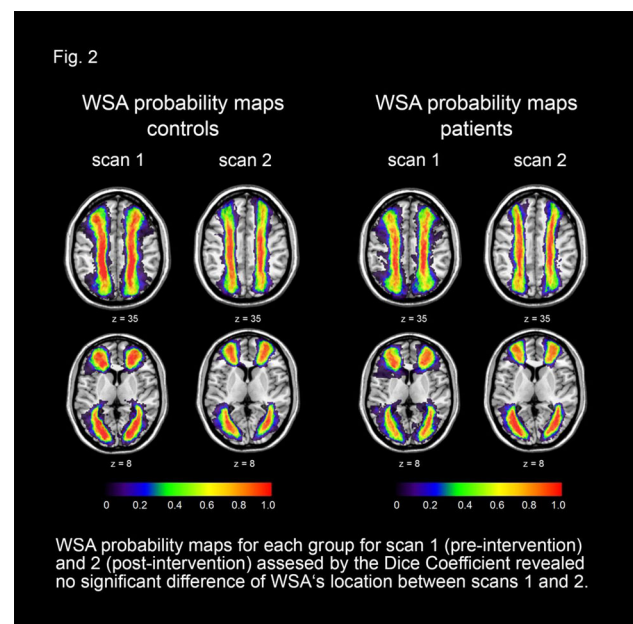 Fig. 2
WSA probability maps
controls
WSA probability maps
patients
scan 1
scan 2
scan 1
scan 2
z = 35
z = 35
z = 35
z = 35
z = 8
z = 8
z = 8
z = 8
0 0.2 0.4 0.6 0.8 1.0
0 0.2 0.4 0.6 0.8 1.0
WSA probability maps for each group for scan 1 (pre-intervention)
and 2 (post-intervention) assesed by the Dice Coefficient revealed
no significant difference of WSA‘s location between scans 1 and 2.